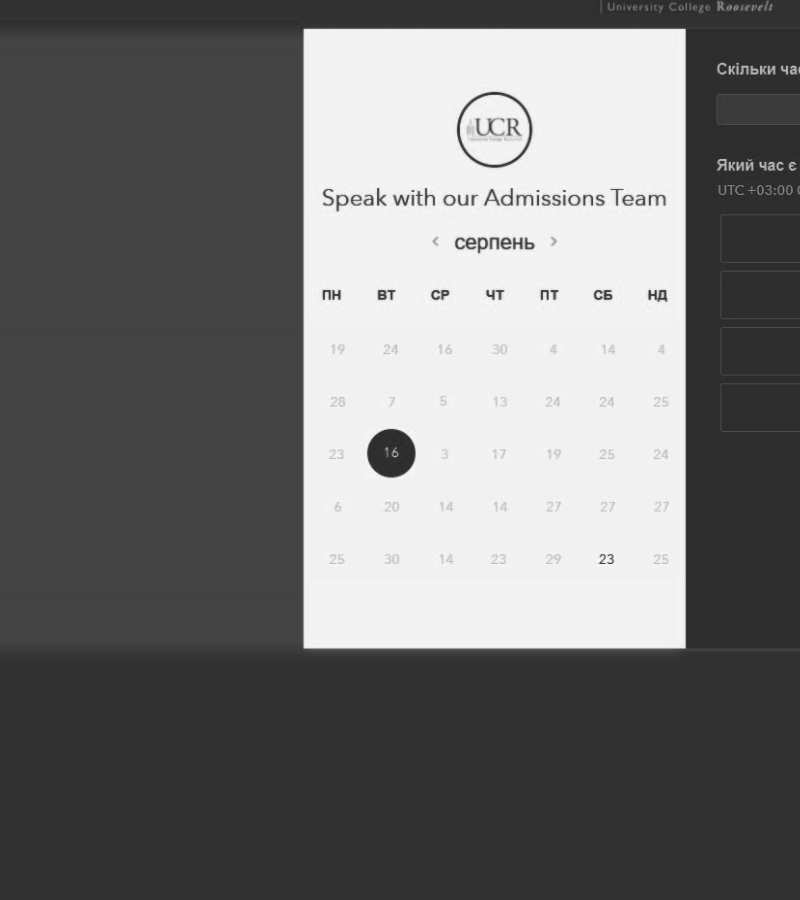 University College Roosevelt
UCR
Speak with our Admissions Team
< серпень >
ПН ВТ СР ЧТ ПТ СБ НД
19 24 16 30 4 14 4
28 7 5 13 24 24 25
23 16 3 17 19 25 24
6 20 14 14 27 27 27
25 30 14 23 29 23 25
Скільки час
Який час є
UTC +03:00